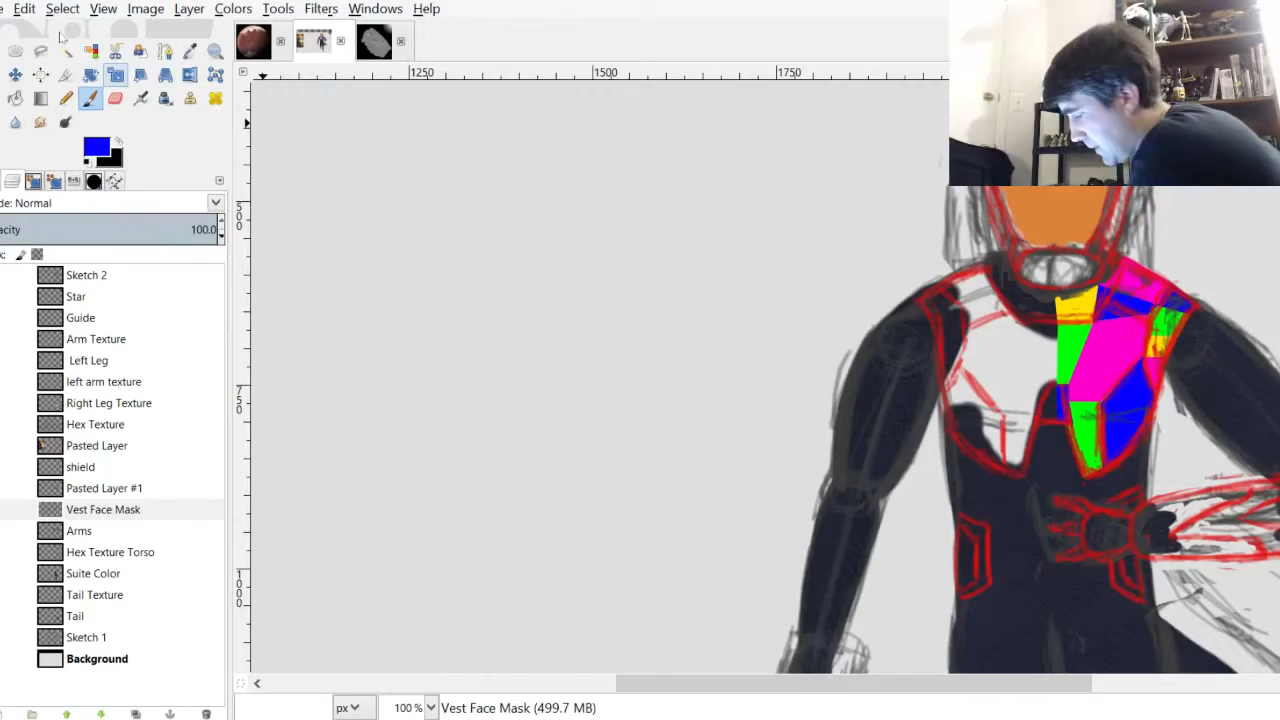 Edit Select View Image Layer Colors Tools Filters Windows Help
1250 1500 1750
de: Normal
acity 100.0
500
Sketch 2
Star
Guide
Arm Texture
Left Leg
left arm texture
750
Right Leg Texture
Hex Texture
Pasted Layer
shield
Pasted Layer #1
Vest Face Mask
Arms
Hex Texture Torso
Suite Color
1000
Tail Texture
Tail
Sketch 1
Background
px 100 % Vest Face Mask (499.7 MB)